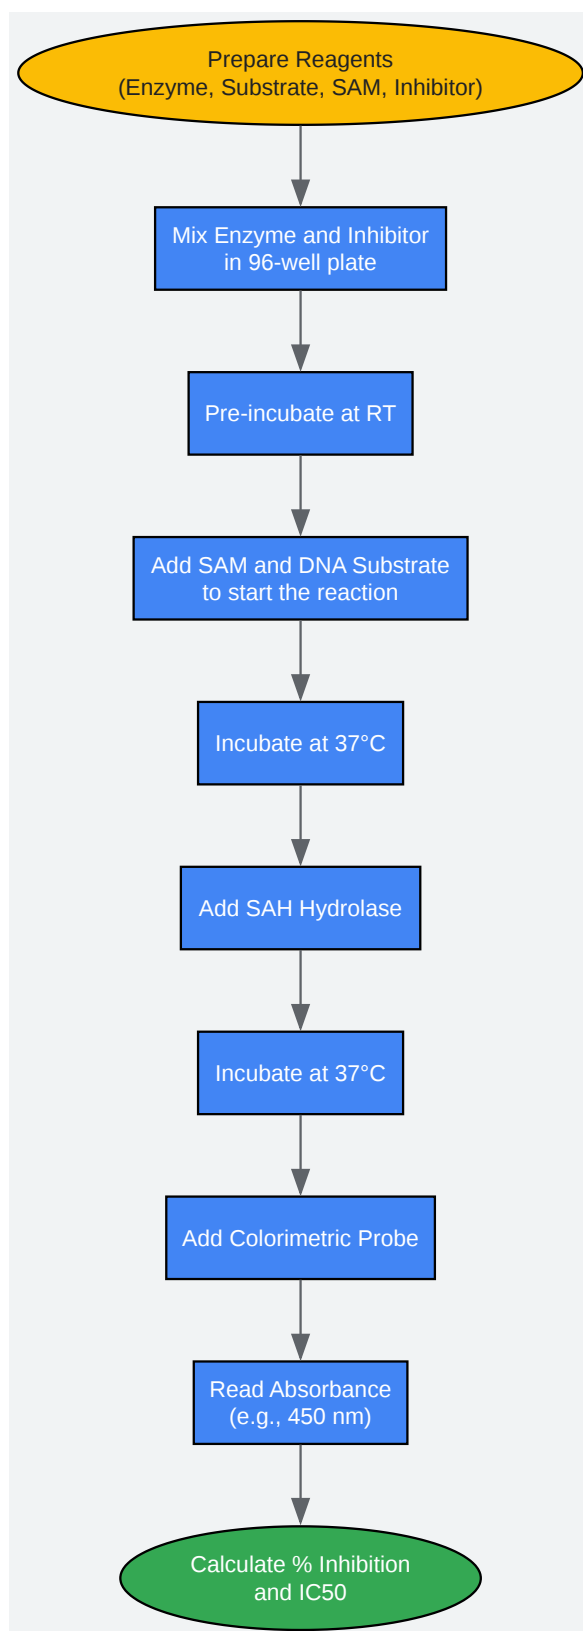 Prepare Reagents
(Enzyme, Substrate, SAM, Inhibitor)
Mix Enzyme and Inhibitor
in 96-well plate
Pre-incubate at RT
Add SAM and DNA Substrate
to start the reaction
Incubate at 37°C
Add SAH Hydrolase
Incubate at 37°C
Add Colorimetric Probe
Read Absorbance
(e.g., 450 nm)
Calculate % Inhibition
and IC50